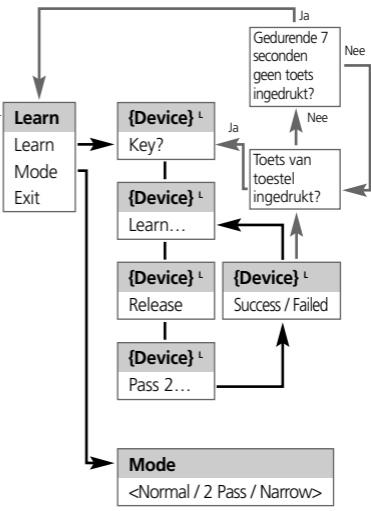 Ja
Gedurende 7
seconden
geen toets
ingedrukt?
Nee
Learn
Learn
Mode
Exit
{Device} L
Key?
Ja
Nee
Toets van
toestel
ingedrukt?
{Device} L
Learn...
{Device} L
Release
{Device} L
Success / Failed
{Device} L
Pass 2...
Mode
<Normal / 2 Pass / Narrow>